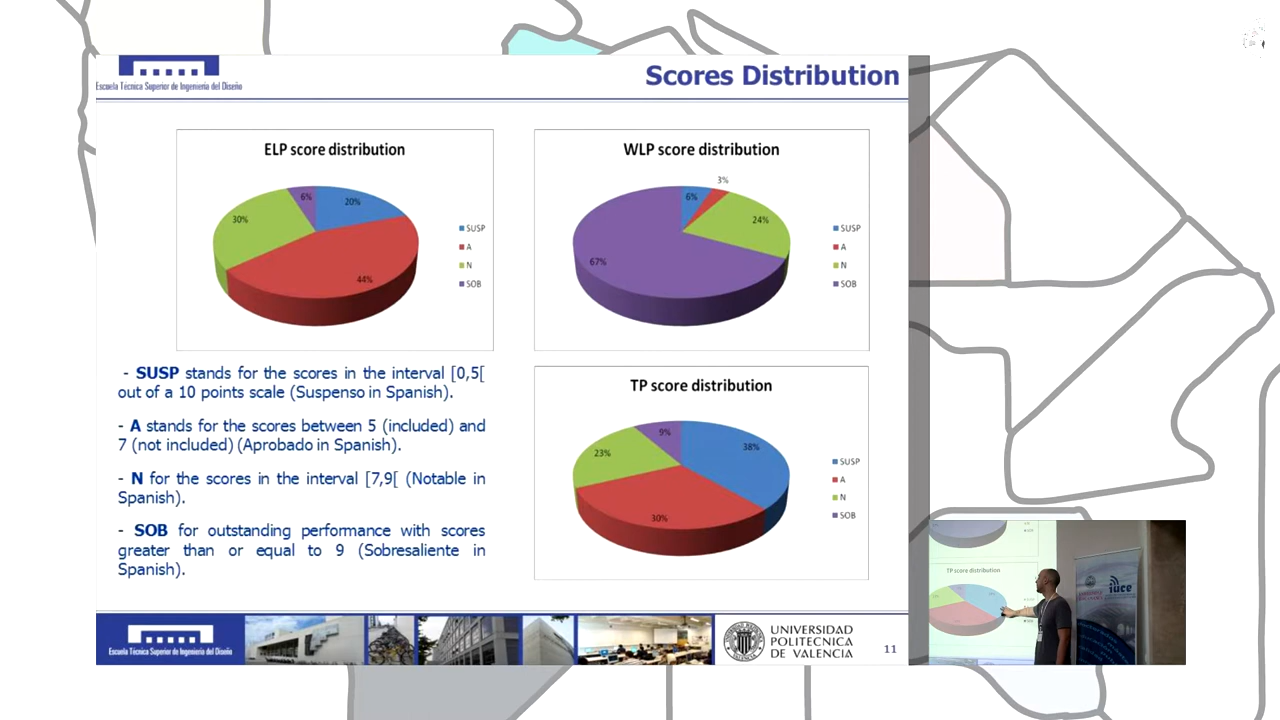 Escuela Técnica Superior de Ingeniería del Diseño
Scores Distribution
ELP score distribution
6%
20%
30%
44%
SUSP
A
N
SOB
WLP score distribution
3%
6%
24%
67%
SUSP
A
N
SOB
- SUSP stands for the scores in the interval [0,5[
out of a 10 points scale (Suspenso in Spanish).
- A stands for the scores between 5 (included) and
7 (not included) (Aprobado in Spanish).
- N for the scores in the interval [7,9[ (Notable in
Spanish).
- SOB for outstanding performance with scores
greater than or equal to 9 (Sobresaliente in
Spanish).
TP score distribution
9%
38%
23%
30%
SUSP
A
N
SOB
Escuela Técnica Superior de Ingeniería del Diseño
UNIVERSIDAD
POLITECNICA
DE VALENCIA
11
TP score distribution
iuce